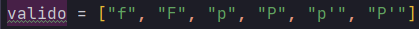 valido = ["f", "F", "p", "P", "p'", "P'"]